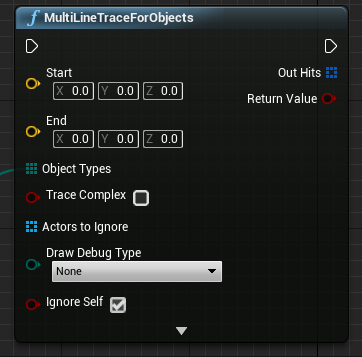 f MultiLineTraceForObjects
Start
X 0.0 Y 0.0 Z 0.0
Out Hits
Return Value
End
X 0.0 Y 0.0 Z 0.0
Object Types
Trace Complex
Actors to Ignore
Draw Debug Type
None
Ignore Self